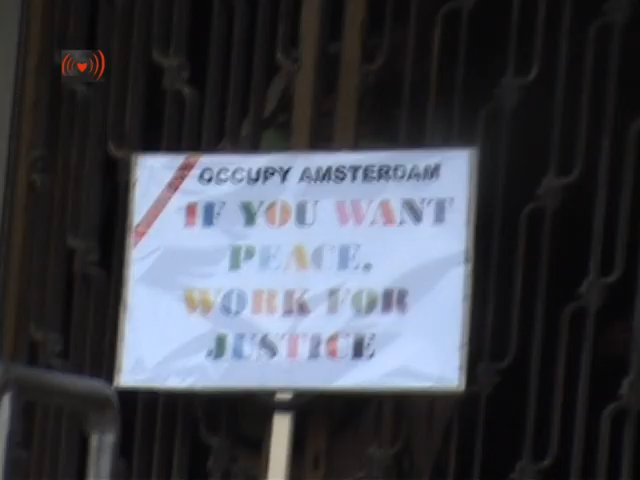 OCCUPY AMSTERDAM
IF YOU WANT
PEACE.
WORK FOR
JUSTICE